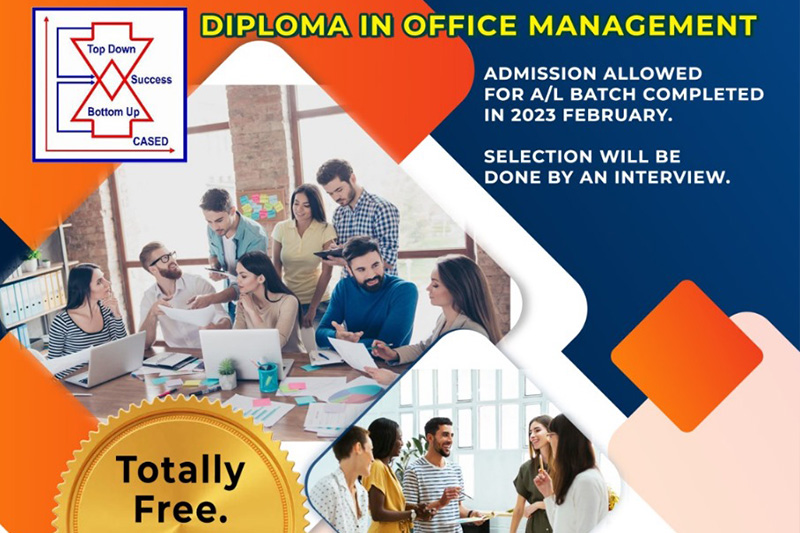 DIPLOMA IN OFFICE MANAGEMENT
Top Down
Success
Bottom Up
CASED
ADMISSION ALLOWED
FOR A/L BATCH COMPLETED
IN 2023 FEBRUARY.
SELECTION WILL BE
DONE BY AN INTERVIEW.
Totally
Free.